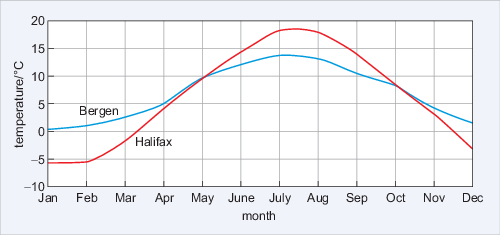 temperature/°C
20
15
10
5
0
–5
–10
Bergen
Halifax
Jan Feb Mar Apr May June July Aug Sep Oct Nov Dec
month